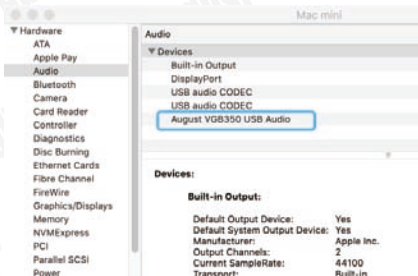 Mac mini
Hardware
ATA
Apple Pay
Audio
Bluetooth
Camera
Card Reader
Controller
Diagnostics
Disc Burning
Ethernet Cards
Fibre Channel
FireWire
Graphics/Displays
Memory
NVMExpress
PCI
Parallel SCSI
Power
Audio
Devices
Built-in Output
DisplayPort
USB audio CODEC
USB audio CODEC
August VGB350 USB Audio
Devices:
Built-in Output:
Default Output Device: Yes
Default System Output Device: Yes
Manufacturer: Apple Inc.
Output Channels: 2
Current SampleRate: 44100
Transport: Built-in